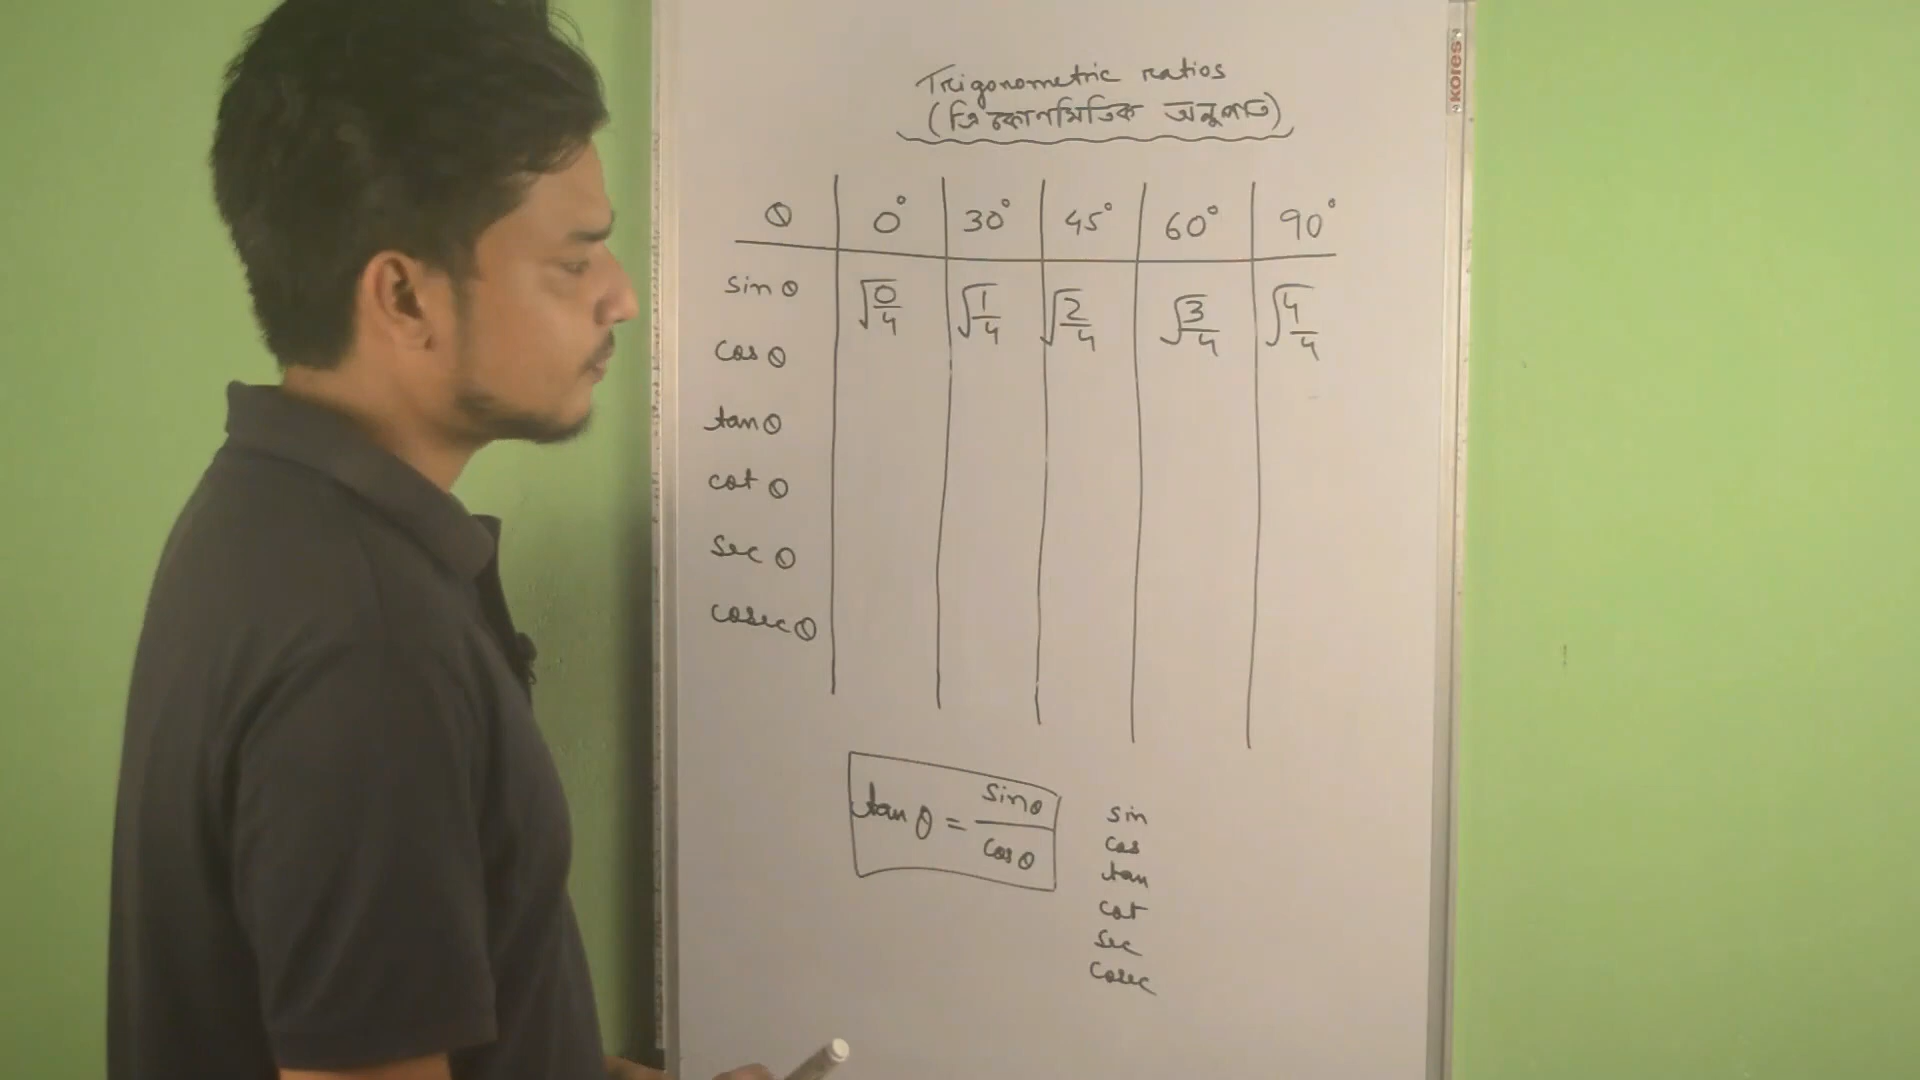 Trigonometric ratios
(ত্রিকোণমিতিক অনুপাত)
θ 0° 30° 45° 60° 90°
sin θ √0/4 √1/4 √2/4 √3/4 √4/4
cos θ
tan θ
cot θ
sec θ
cosec θ
tan θ = sin θ / cos θ
sin
cos
tan
cot
sec
cosec
kores